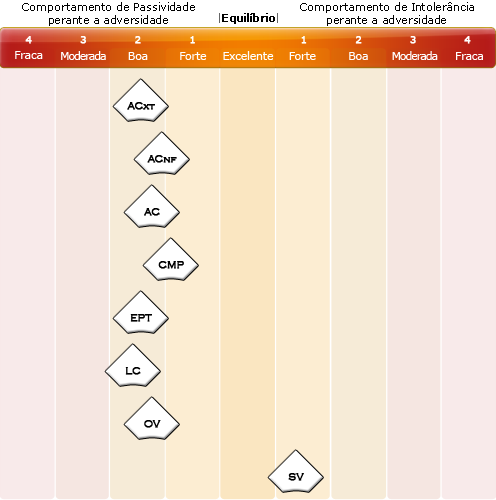 Comportamento de Passividade
perante a adversidade
|Equilíbrio|
Comportamento de Intolerância
perante a adversidade
4 3 2 1 1 2 3 4
Fraca Moderada Boa Forte Excelente Forte Boa Moderada Fraca
ACXT
ACNF
AC
CMP
EPT
LC
OV
SV